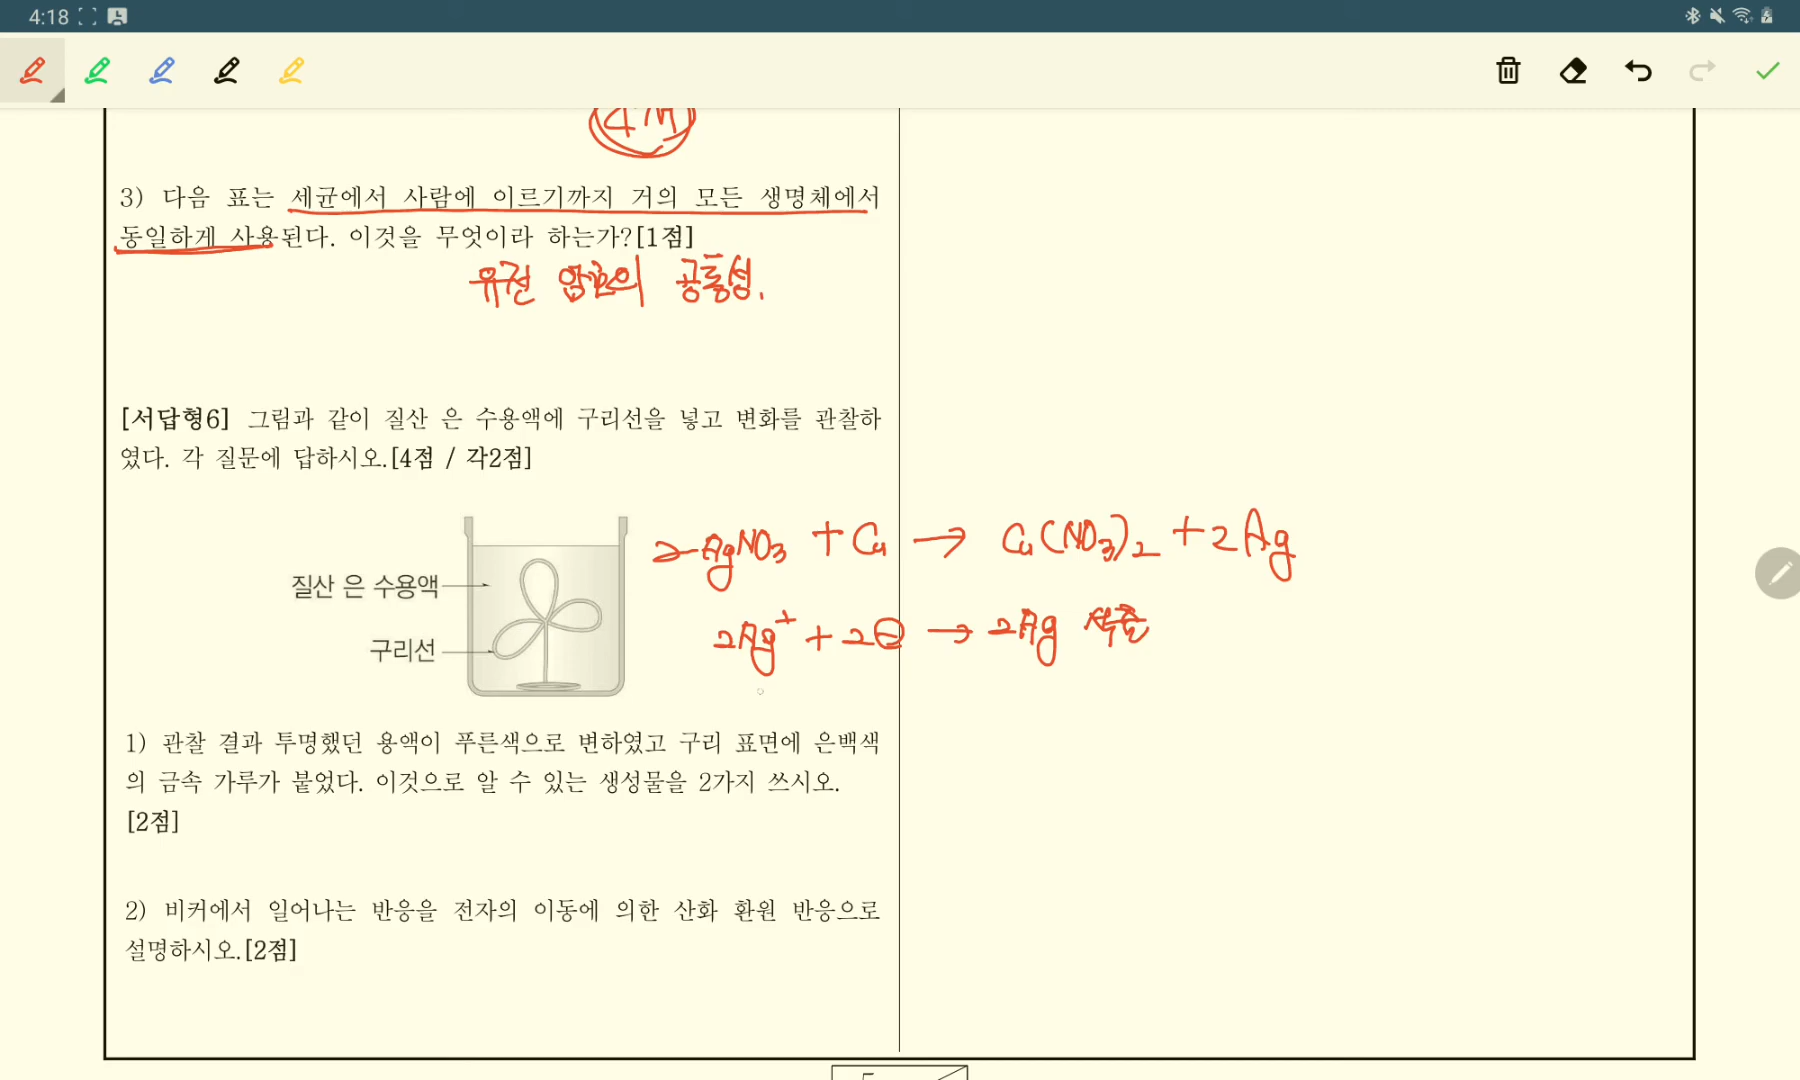 4:18
4개
3) 다음 표는 세균에서 사람에 이르기까지 거의 모든 생명체에서
동일하게 사용된다. 이것을 무엇이라 하는가?[1점]
유전 암호의 공통성.
[서답형6] 그림과 같이 질산 은 수용액에 구리선을 넣고 변화를 관찰하
였다. 각 질문에 답하시오.[4점 / 각2점]
2AgNO₃ + Cu → Cu(NO₃)₂ + 2Ag
질산 은 수용액
2Ag⁺ + 2⊖ → 2Ag 석출
구리선
1) 관찰 결과 투명했던 용액이 푸른색으로 변하였고 구리 표면에 은백색
의 금속 가루가 붙었다. 이것으로 알 수 있는 생성물을 2가지 쓰시오.
[2점]
2) 비커에서 일어나는 반응을 전자의 이동에 의한 산화 환원 반응으로
설명하시오.[2점]